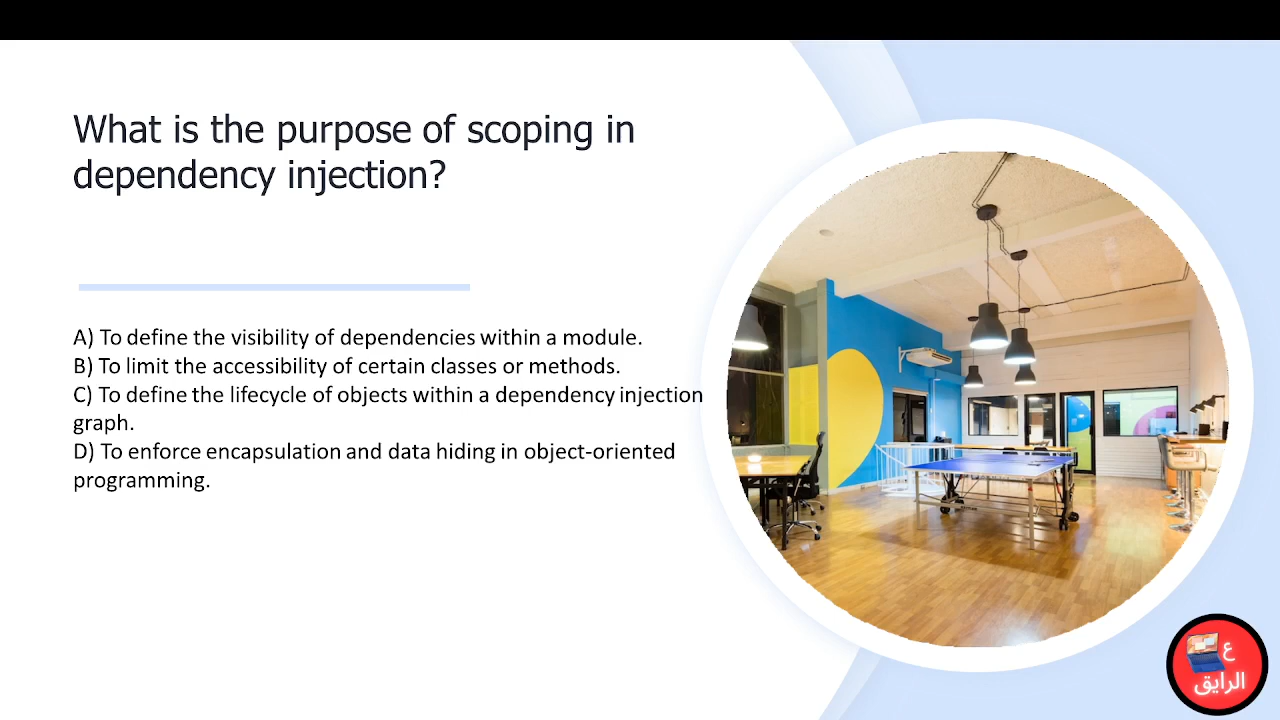 What is the purpose of scoping in
dependency injection?
A) To define the visibility of dependencies within a module.
B) To limit the accessibility of certain classes or methods.
C) To define the lifecycle of objects within a dependency injection
graph.
D) To enforce encapsulation and data hiding in object-oriented
programming.
ع
الرايق